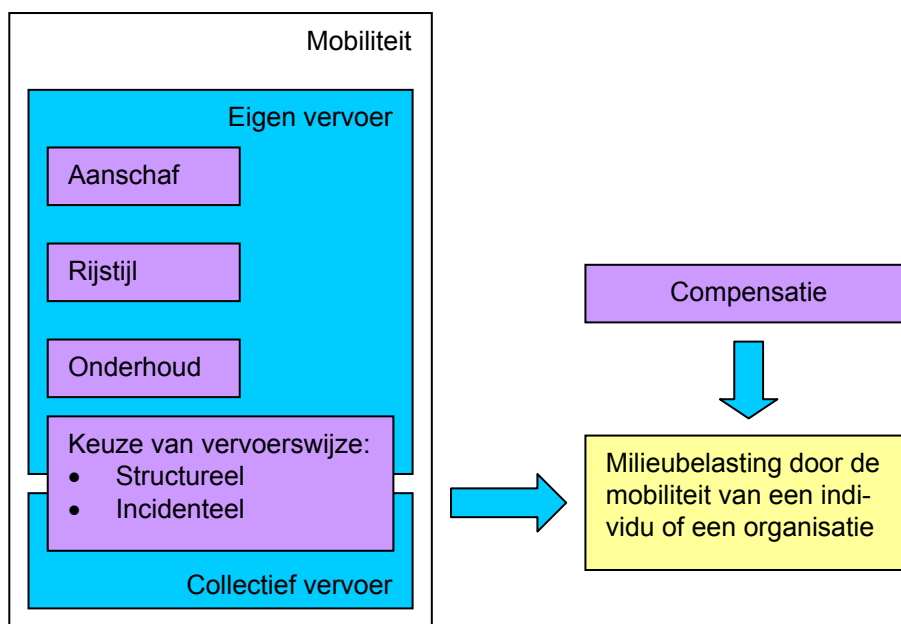 Mobiliteit
Eigen vervoer
Aanschaf
Rijstijl
Onderhoud
Keuze van vervoerswijze:
• Structureel
• Incidenteel
Collectief vervoer
Compensatie
Milieubelasting door de
mobiliteit van een indi-
vidu of een organisatie